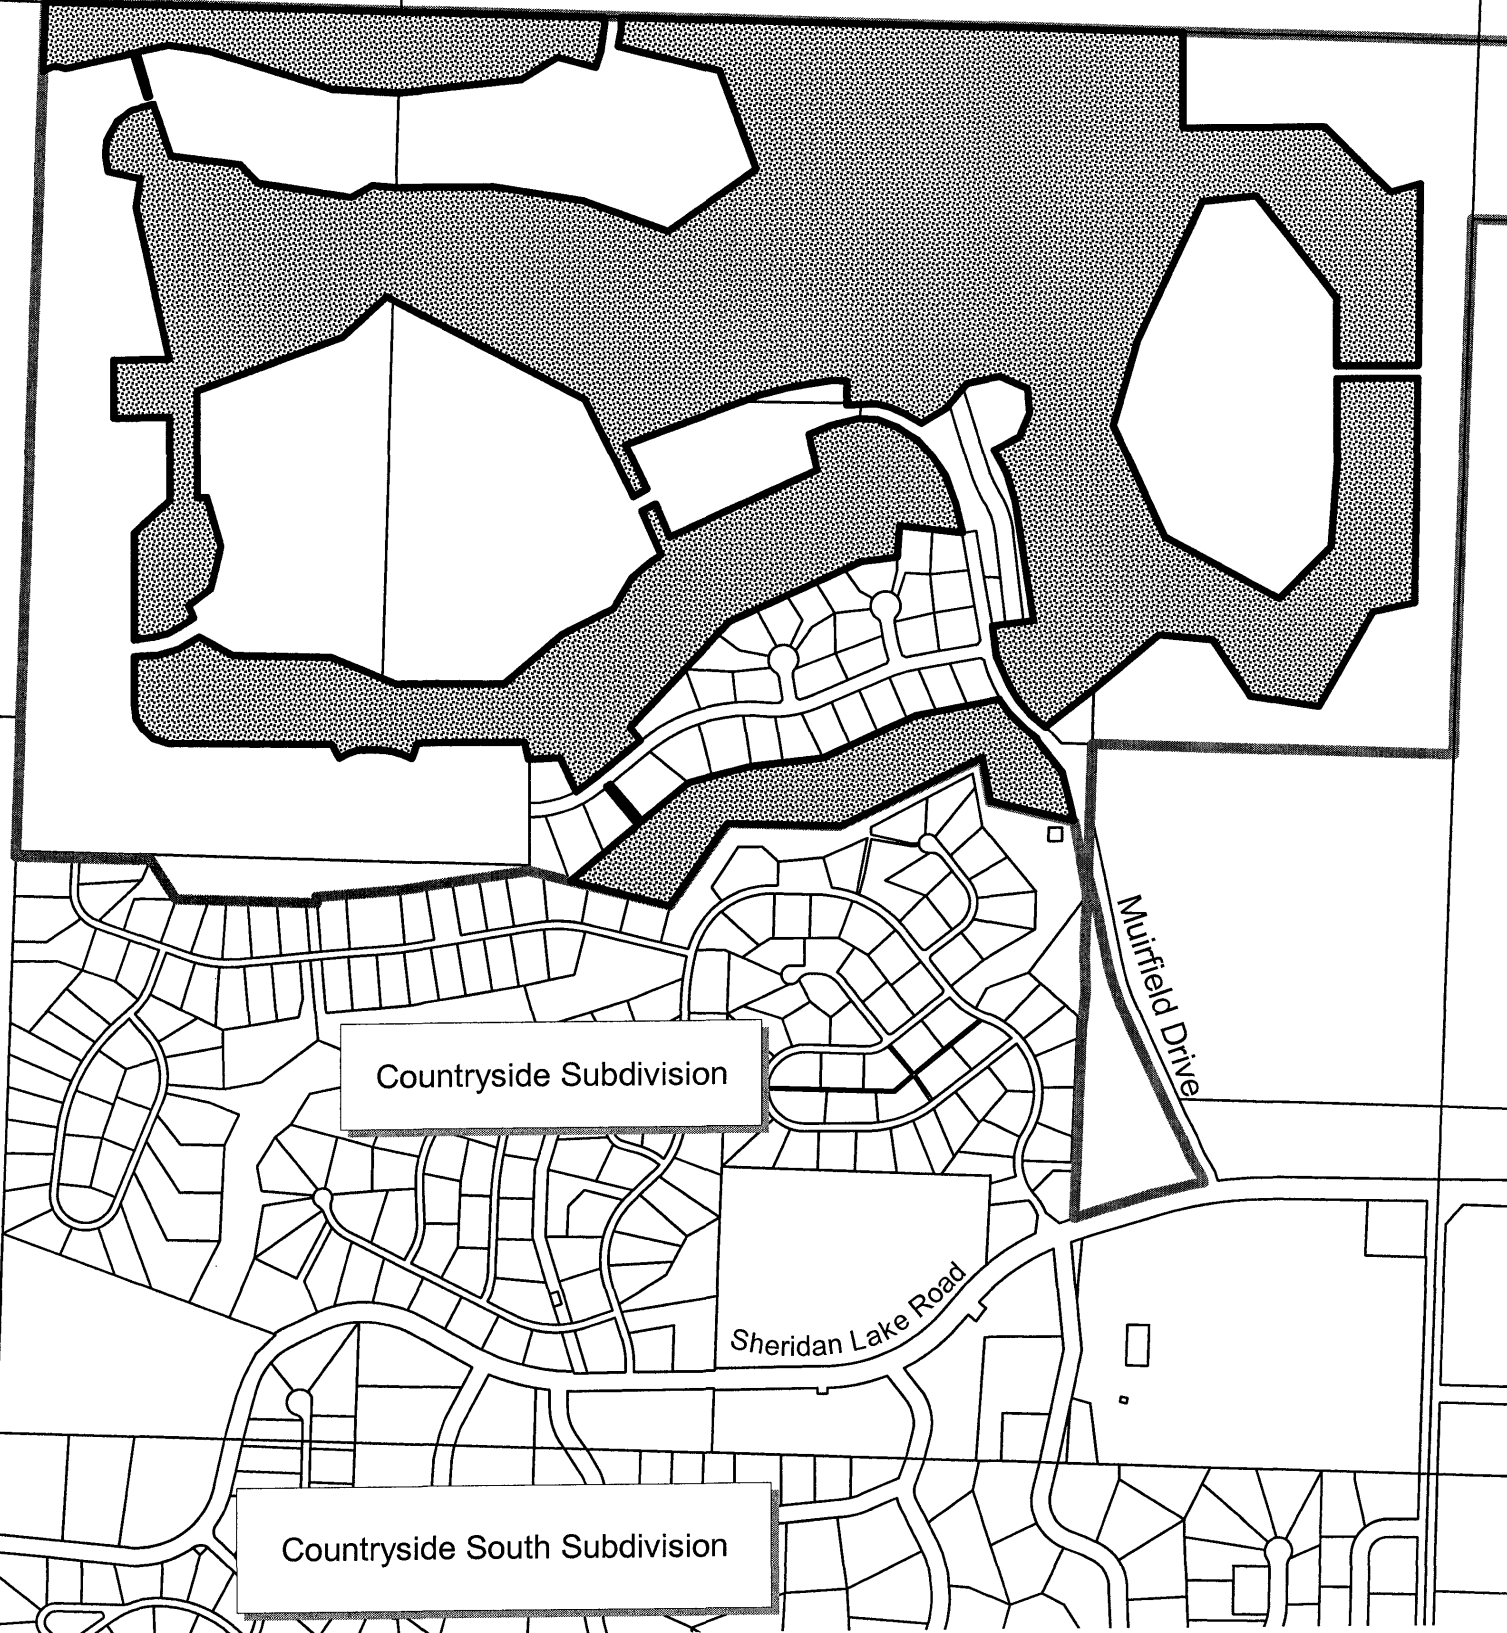 Muirfield Drive
Countryside Subdivision
Sheridan Lake Road
Countryside South Subdivision